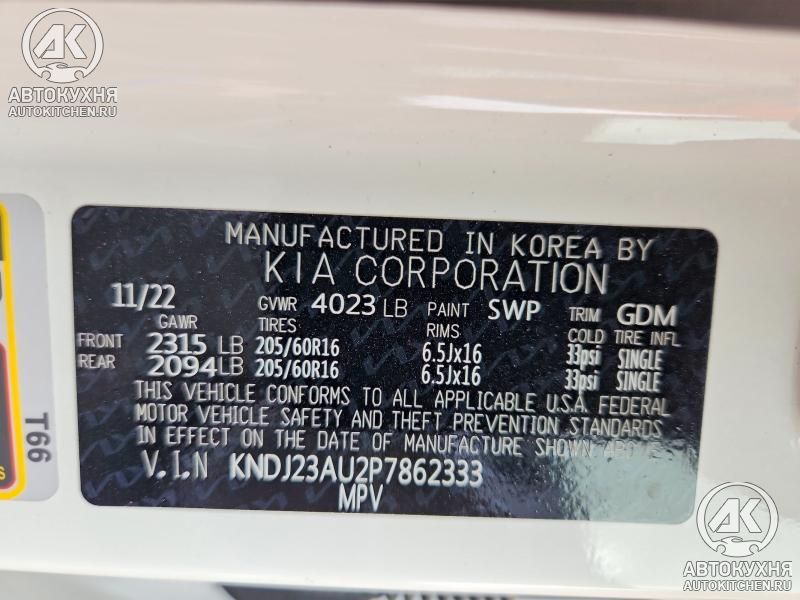 AK
АВТОКУХНЯ
AUTOKITCHEN.RU
MANUFACTURED IN KOREA BY
KIA CORPORATION
11/22 GVWR 4023 LB PAINT SWP TRIM GDM
GAWR TIRES RIMS COLD TIRE INFL
FRONT 2315 LB 205/60R16 6.5Jx16 33psi SINGLE
REAR 2094 LB 205/60R16 6.5Jx16 33psi SINGLE
THIS VEHICLE CONFORMS TO ALL APPLICABLE U.S.A. FEDERAL
MOTOR VEHICLE SAFETY AND THEFT PREVENTION STANDARDS
IN EFFECT ON THE DATE OF MANUFACTURE SHOWN ABOVE
V.I.N KNDJ23AU2P7862333
MPV
T66
AK
АВТОКУХНЯ
AUTOKITCHEN.RU